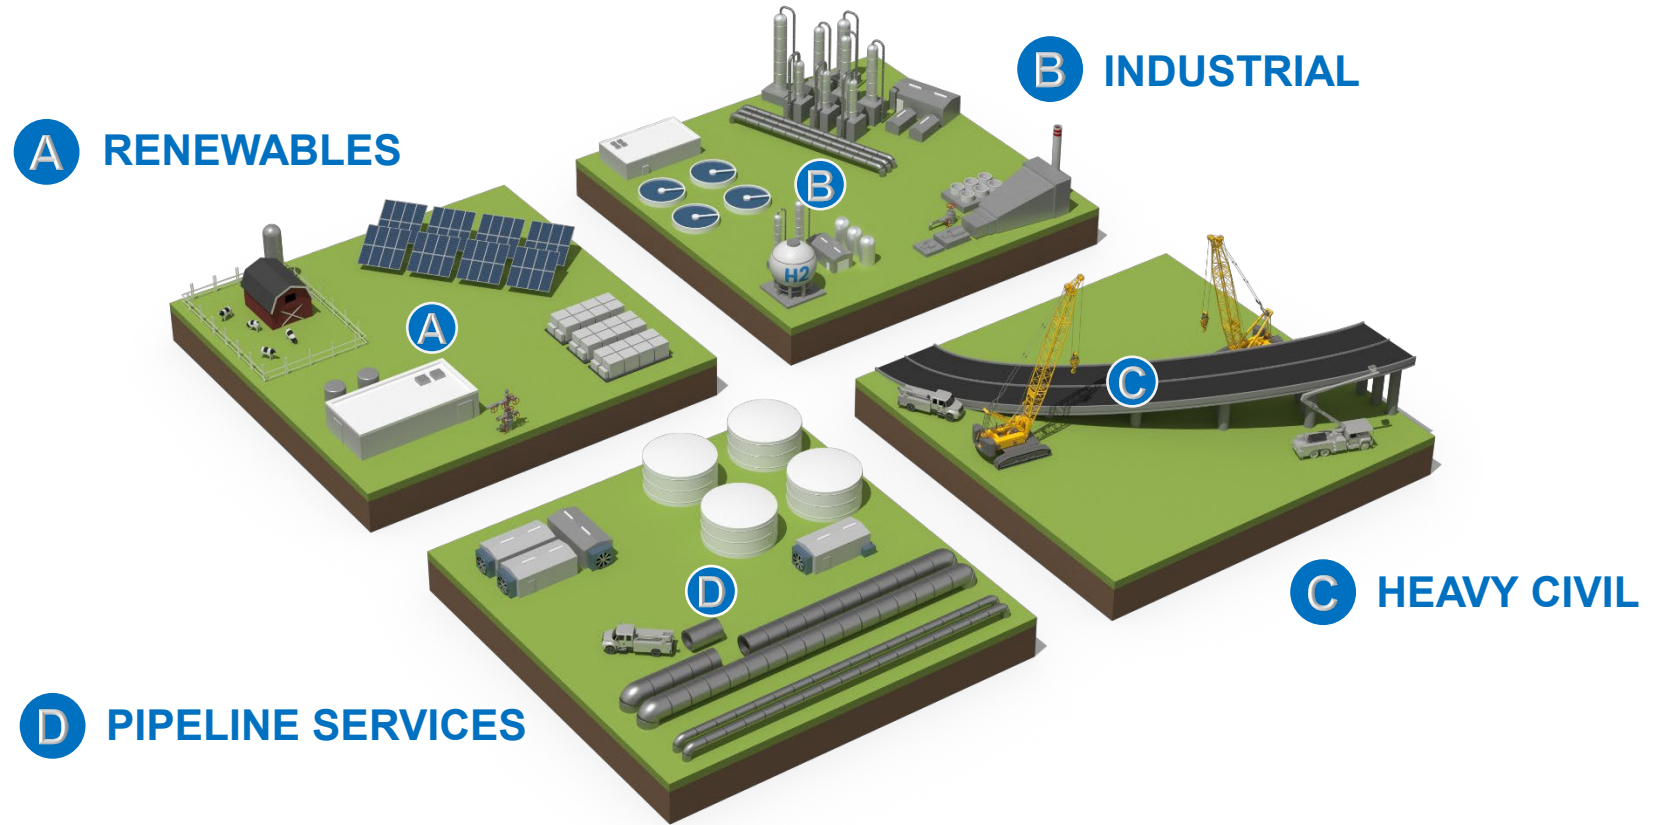 B INDUSTRIAL
A RENEWABLES
B
H2
A
C
C HEAVY CIVIL
D
D PIPELINE SERVICES